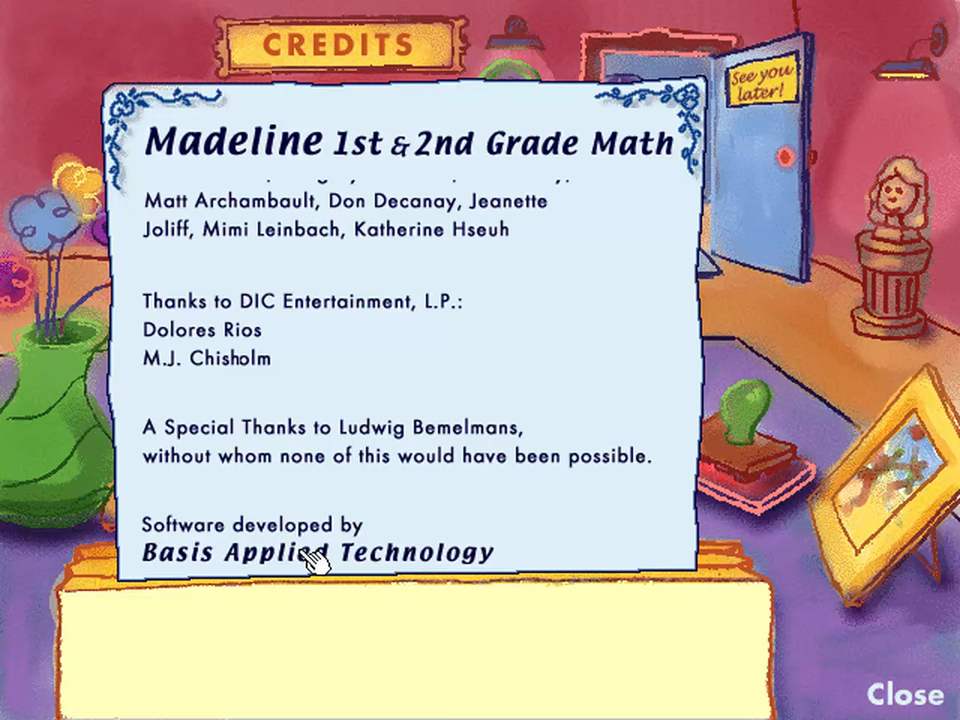 CREDITS
See you
later!
Madeline 1st & 2nd Grade Math
Matt Archambault, Don Decanay, Jeanette
Joliff, Mimi Leinbach, Katherine Hseuh
Thanks to DIC Entertainment, L.P.:
Dolores Rios
M.J. Chisholm
A Special Thanks to Ludwig Bemelmans,
without whom none of this would have been possible.
Software developed by
Basis Applied Technology
Close